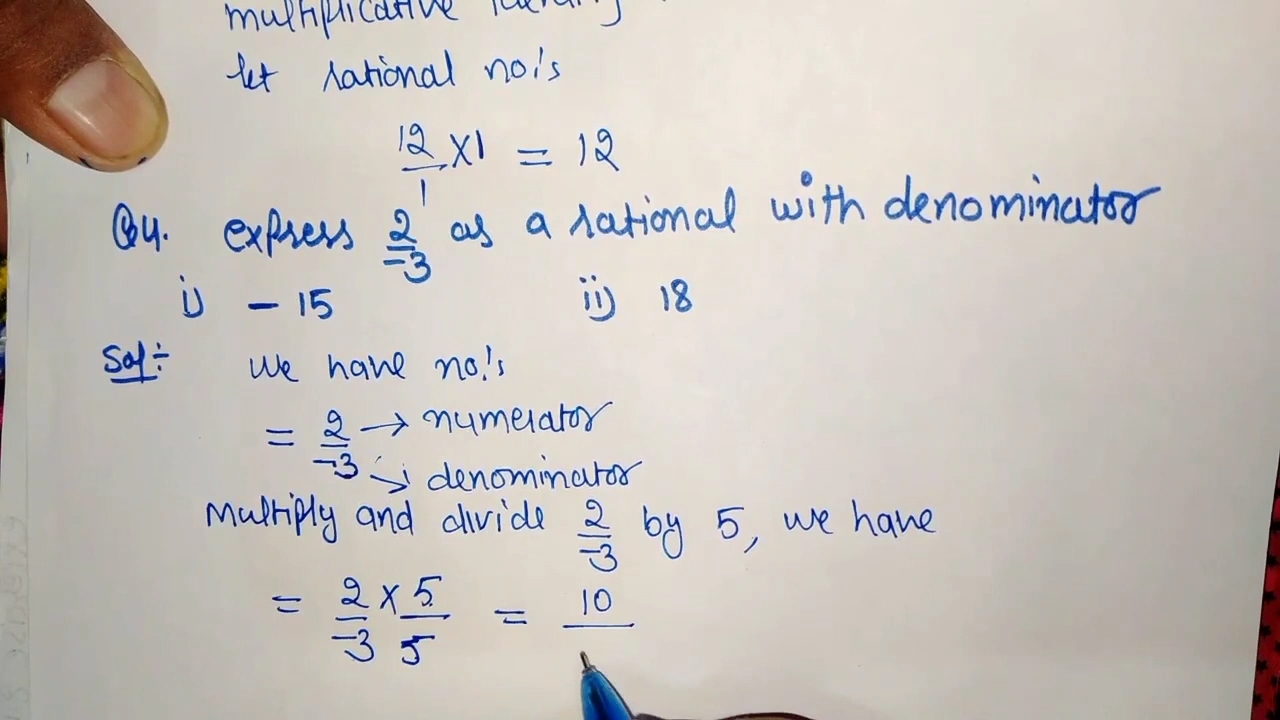 multiplicative
let rational no.'s
12/1 x1 = 12
Q4. express 2/-3 as a rational with denominator
i) - 15 ii) 18
Sol:- We have no.'s
= 2/-3 → numerator
→ denominator
Multiply and divide 2/-3 by 5, we have
= 2/-3 x 5/5 = 10